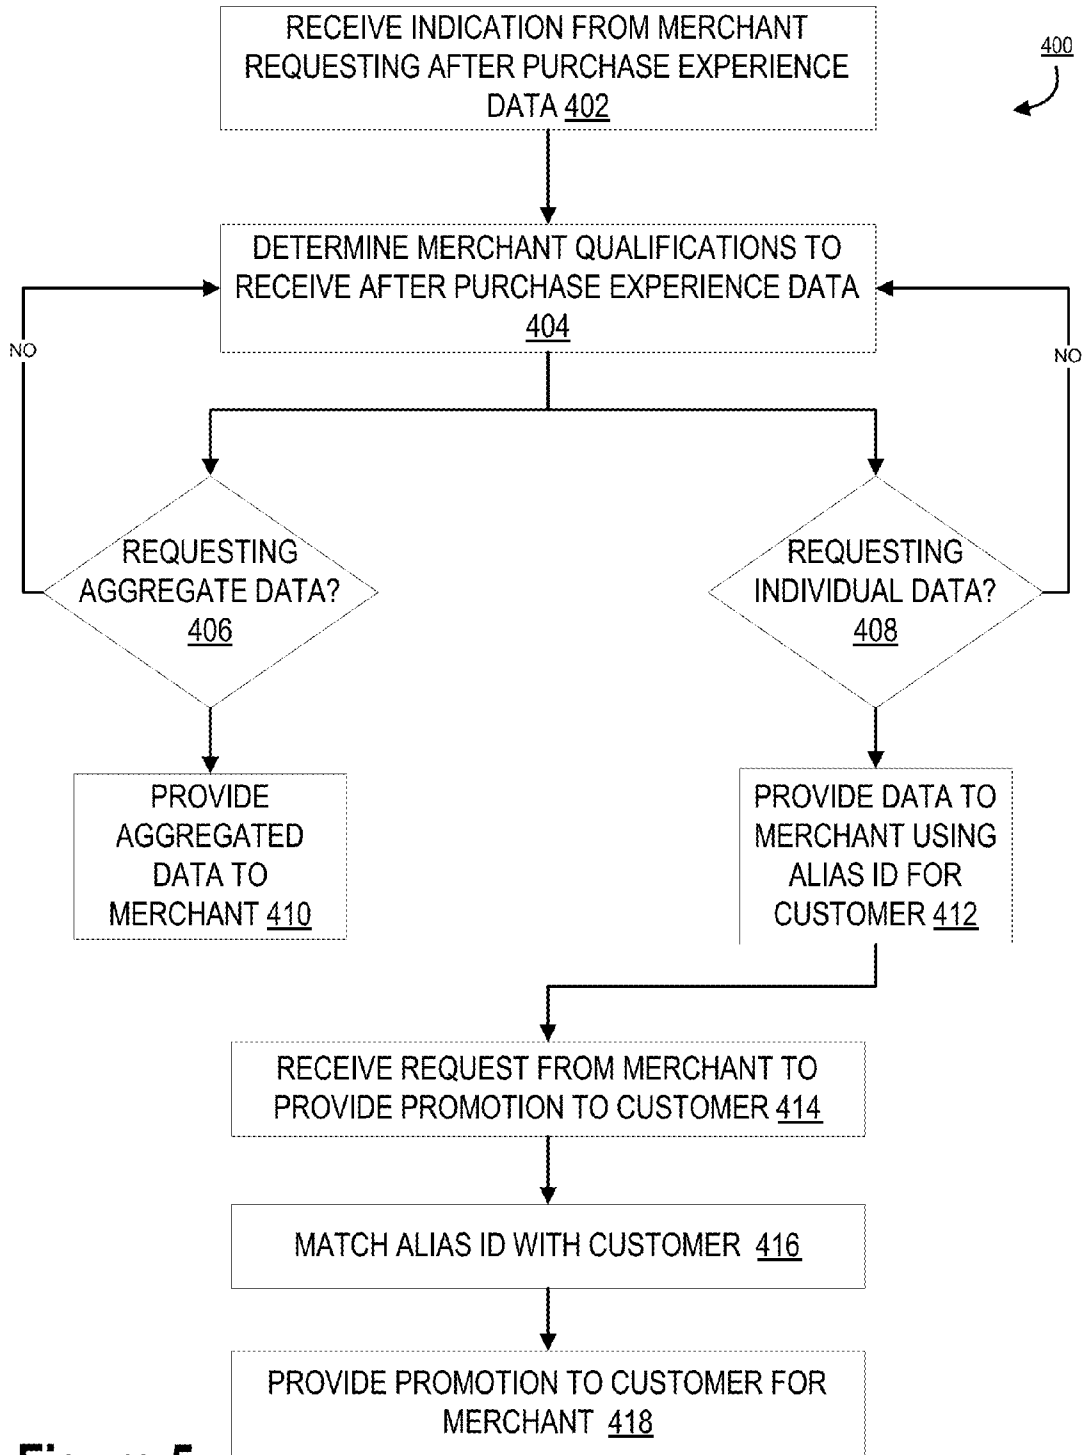 RECEIVE INDICATION FROM MERCHANT
REQUESTING AFTER PURCHASE EXPERIENCE
DATA 402
400
DETERMINE MERCHANT QUALIFICATIONS TO
RECEIVE AFTER PURCHASE EXPERIENCE DATA
404
NO
NO
REQUESTING
AGGREGATE DATA?
406
REQUESTING
INDIVIDUAL DATA?
408
PROVIDE
AGGREGATED
DATA TO
MERCHANT 410
PROVIDE DATA TO
MERCHANT USING
ALIAS ID FOR
CUSTOMER 412
RECEIVE REQUEST FROM MERCHANT TO
PROVIDE PROMOTION TO CUSTOMER 414
MATCH ALIAS ID WITH CUSTOMER 416
PROVIDE PROMOTION TO CUSTOMER FOR
MERCHANT 418
Figure 5